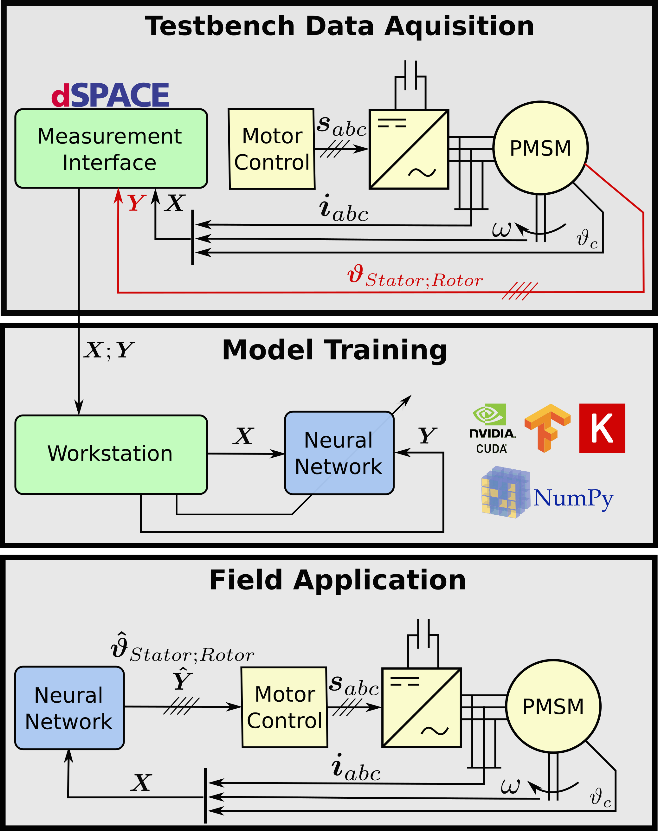 Testbench Data Aquisition
dSPACE
Measurement
Interface
Motor
Control
s_abc
PMSM
Y
X
i_abc
ω
ϑ_c
ϑ_Stator;Rotor
X;Y
Model Training
Workstation
X
Neural
Network
Y
NVIDIA.
CUDA
K
NumPy
Field Application
ϑ̂_Stator;Rotor
Ŷ
Neural
Network
Motor
Control
s_abc
PMSM
X
i_abc
ω
ϑ_c